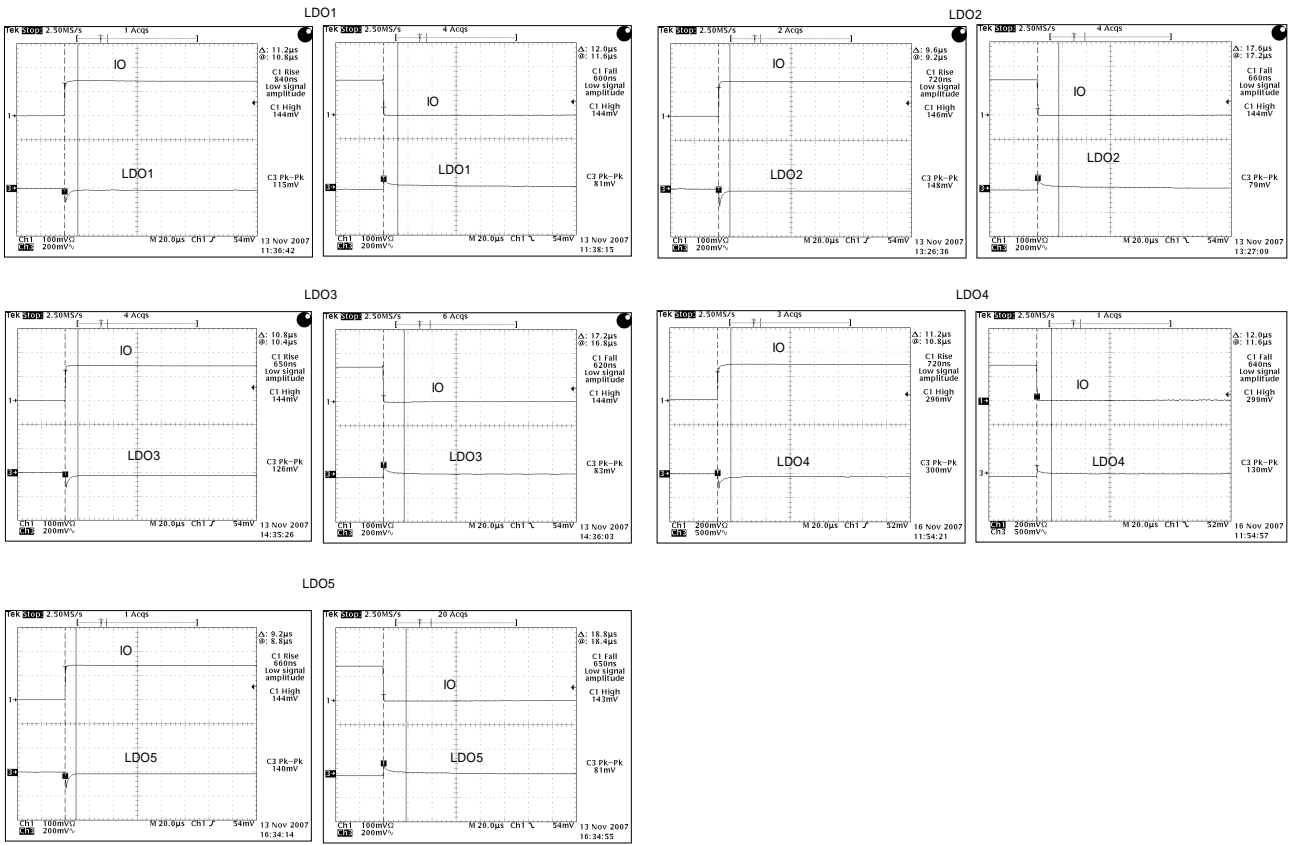 LDO1
Tek Stop: 2.50MS/s 1 Acqs
Δ: 11.2µs
@: 10.8µs
C1 Rise
840ns
Low signal
amplitude
C1 High
144mV
C3 Pk-Pk
115mV
IO
LDO1
1
3
Ch1 100mVΩ M 20.0µs Ch1 54mV
Ch3 200mV
13 Nov 2007
11:36:42
Tek Stop: 2.50MS/s 4 Acqs
Δ: 12.0µs
@: 11.6µs
C1 Fall
600ns
Low signal
amplitude
C1 High
144mV
C3 Pk-Pk
81mV
IO
LDO1
1
3
Ch1 100mVΩ M 20.0µs Ch1 54mV
Ch3 200mV
13 Nov 2007
11:38:15
LDO2
Tek Stop: 2.50MS/s 2 Acqs
Δ: 9.6µs
@: 9.2µs
C1 Rise
720ns
Low signal
amplitude
C1 High
146mV
C3 Pk-Pk
148mV
IO
LDO2
1
3
Ch1 100mVΩ M 20.0µs Ch1 54mV
Ch3 200mV
13 Nov 2007
13:26:36
Tek Stop: 2.50MS/s 4 Acqs
Δ: 17.6µs
@: 17.2µs
C1 Fall
660ns
Low signal
amplitude
C1 High
144mV
C3 Pk-Pk
79mV
IO
LDO2
1
3
Ch1 100mVΩ M 20.0µs Ch1 54mV
Ch3 200mV
13 Nov 2007
13:27:09
LDO3
Tek Stop: 2.50MS/s 4 Acqs
Δ: 10.8µs
@: 10.4µs
C1 Rise
650ns
Low signal
amplitude
C1 High
144mV
C3 Pk-Pk
126mV
IO
LDO3
1
3
Ch1 100mVΩ M 20.0µs Ch1 54mV
Ch3 200mV
13 Nov 2007
14:35:26
Tek Stop: 2.50MS/s 6 Acqs
Δ: 17.2µs
@: 16.8µs
C1 Fall
620ns
Low signal
amplitude
C1 High
144mV
C3 Pk-Pk
83mV
IO
LDO3
1
3
Ch1 100mVΩ M 20.0µs Ch1 54mV
Ch3 200mV
13 Nov 2007
14:36:03
LDO4
Tek Stop: 2.50MS/s 3 Acqs
Δ: 11.2µs
@: 10.8µs
C1 Rise
720ns
Low signal
amplitude
C1 High
296mV
C3 Pk-Pk
300mV
IO
LDO4
1
3
Ch1 200mVΩ M 20.0µs Ch1 52mV
Ch3 500mV
16 Nov 2007
11:54:21
Tek Stop: 2.50MS/s 1 Acqs
Δ: 12.0µs
@: 11.6µs
C1 Fall
640ns
Low signal
amplitude
C1 High
299mV
C3 Pk-Pk
130mV
IO
LDO4
1
3
Ch1 200mVΩ M 20.0µs Ch1 52mV
Ch3 500mV
16 Nov 2007
11:54:57
LDO5
Tek Stop: 2.50MS/s 1 Acqs
Δ: 9.2µs
@: 8.8µs
C1 Rise
660ns
Low signal
amplitude
C1 High
144mV
C3 Pk-Pk
140mV
IO
LDO5
1
3
Ch1 100mVΩ M 20.0µs Ch1 54mV
Ch3 200mV
13 Nov 2007
16:34:14
Tek Stop: 2.50MS/s 20 Acqs
Δ: 18.8µs
@: 18.4µs
C1 Fall
650ns
Low signal
amplitude
C1 High
143mV
C3 Pk-Pk
81mV
IO
LDO5
1
3
Ch1 100mVΩ M 20.0µs Ch1 54mV
Ch3 200mV
13 Nov 2007
16:34:55